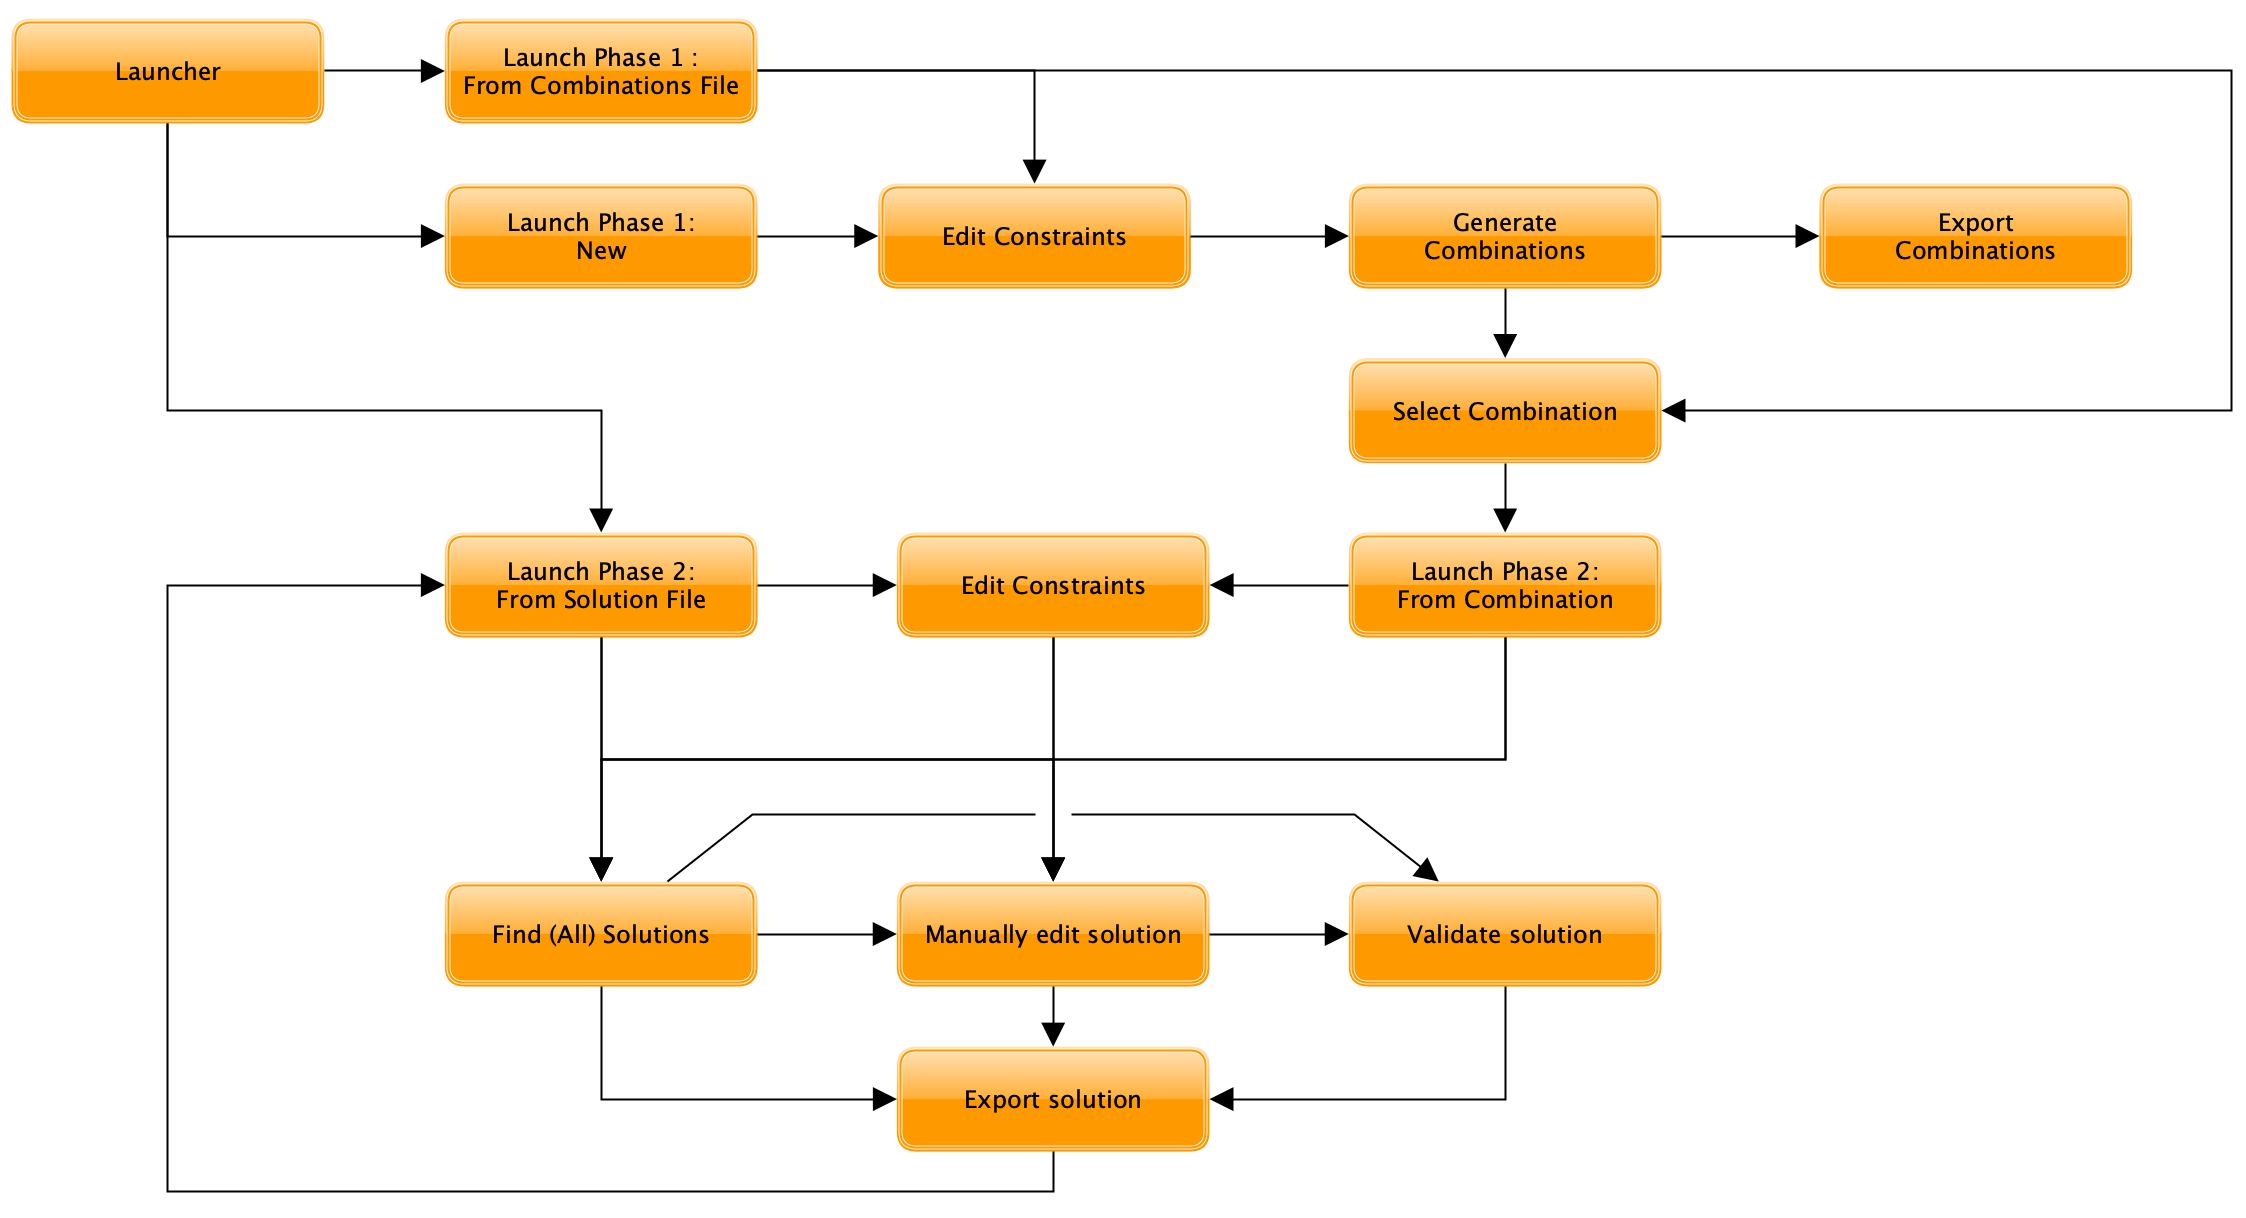 Launcher
Launch Phase 1 :
From Combinations File
Launch Phase 1:
New
Edit Constraints
Generate
Combinations
Export
Combinations
Select Combination
Launch Phase 2:
From Solution File
Edit Constraints
Launch Phase 2:
From Combination
Find (All) Solutions
Manually edit solution
Validate solution
Export solution